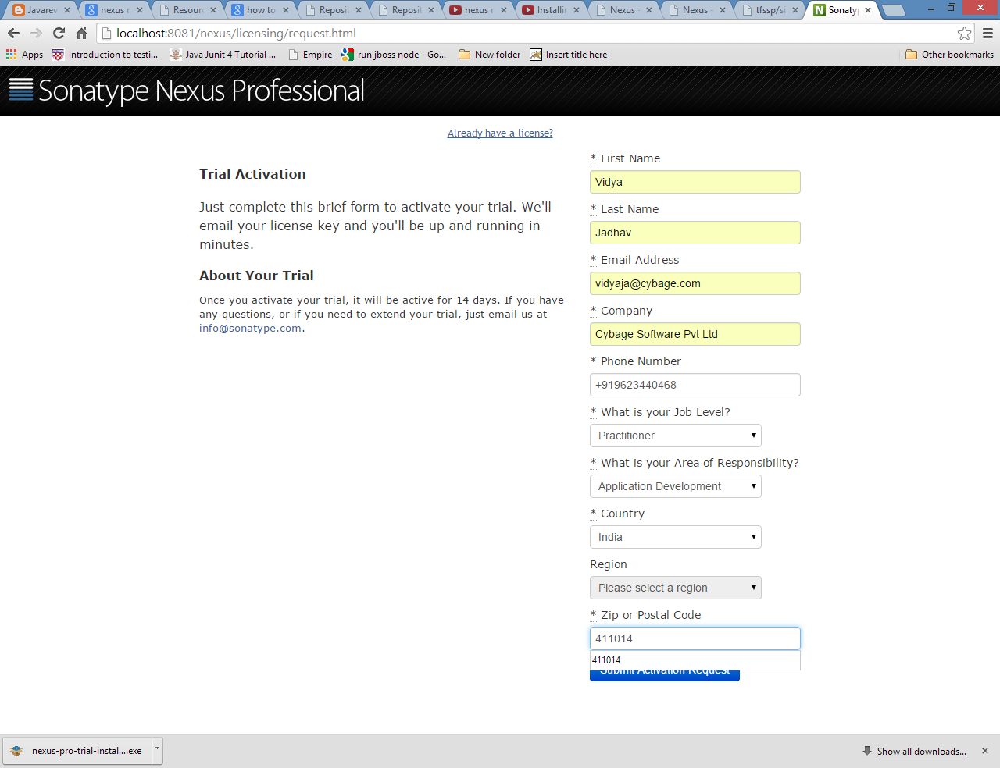 Javarev
nexus r
Resour
how to
Reposit
Reposit
nexus r
Installin
Nexus
Nexus -
tfssp/si
Sonaty
localhost:8081/nexus/licensing/request.html
Apps
Introduction to testi...
Java Junit 4 Tutorial ...
Empire
run jboss node - Go...
New folder
Insert title here
Other bookmarks
Sonatype Nexus Professional
Already have a license?
Trial Activation
Just complete this brief form to activate your trial. We'll
email your license key and you'll be up and running in
minutes.
About Your Trial
Once you activate your trial, it will be active for 14 days. If you have
any questions, or if you need to extend your trial, just email us at
info@sonatype.com.
* First Name
Vidya
* Last Name
Jadhav
* Email Address
vidyaja@cybage.com
* Company
Cybage Software Pvt Ltd
* Phone Number
+919623440468
* What is your Job Level?
Practitioner
* What is your Area of Responsibility?
Application Development
* Country
India
Region
Please select a region
* Zip or Postal Code
411014
411014
Submit Activation Request
nexus-pro-trial-instal....exe
Show all downloads...